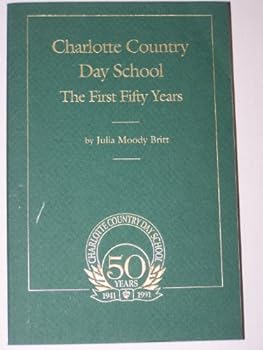 Charlotte Country
Day School
The First Fifty Years
by Julia Moody Britt
CHARLOTTE COUNTRY DAY SCHOOL
50
YEARS
1941 1991